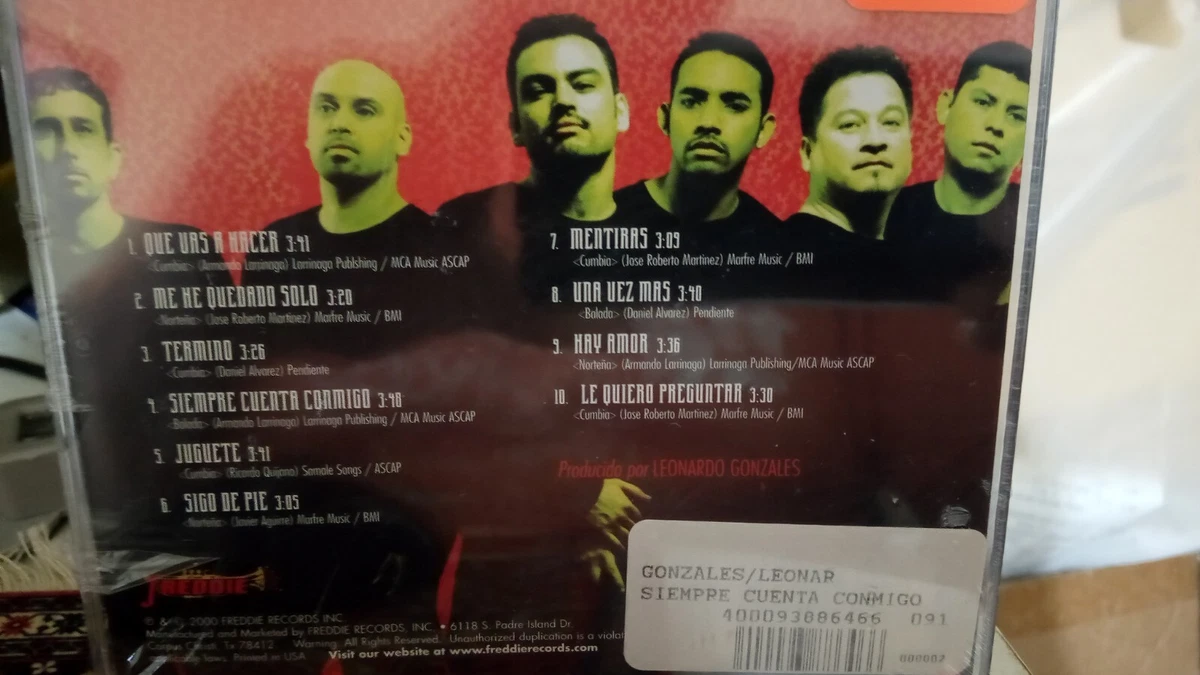 1. QUE VAS A HACER 3:41
<Cumbia> (Armando Larrinaga) Larrinaga Publshing / MCA Music ASCAP
2. ME HE QUEDADO SOLO 3:20
<Norteña> (Jose Roberto Martinez) Marfre Music / BMI
3. TERMINO 3:26
<Cumbia> (Daniel Alvarez) Pendiente
4. SIEMPRE CUENTA CONMIGO 3:48
<Balada> (Armando Larrinaga) Larrinaga Publishing / MCA Music ASCAP
5. JUGUETE 3:41
<Cumbia> (Ricardo Quijano) Samale Songs / ASCAP
6. SIGO DE PIE 3:05
<Norteña> (Javier Aguirre) Marfre Music / BMI
7. MENTIRAS 3:09
<Cumbia> (Jose Roberto Martinez) Marfre Music / BMI
8. UNA VEZ MAS 3:40
<Balada> (Daniel Alvarez) Pendiente
9. HAY AMOR 3:36
<Norteña> (Armando Larrinaga) Larrinaga Publishing/MCA Music ASCAP
10. LE QUIERO PREGUNTAR 3:30
<Cumbia> (Jose Roberto Martinez) Marfre Music / BMI
Producido por LEONARDO GONZALES
FREDDIE
2000 FREDDIE RECORDS INC.
Manufactured and Marketed by FREDDIE RECORDS, INC. • 6118 S. Padre Island Dr.
Corpus Christi, Tx 78412 Warning. All Rights Reserved. Unauthorized duplication is a violat
laws. Printed in USA Visit our website at www.freddierecords.com
GONZALES/LEONAR
SIEMPRE CUENTA CONMIGO
400093886466 091
000002